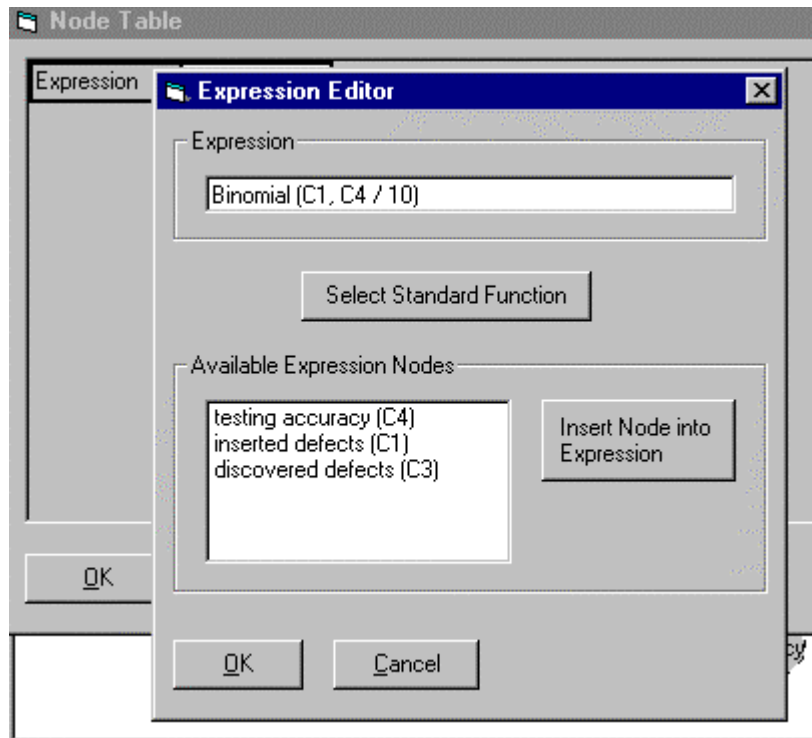 Node Table
Expression
Expression Editor
Expression
Binomial (C1, C4 / 10)
Select Standard Function
Available Expression Nodes
testing accuracy (C4)
inserted defects (C1)
discovered defects (C3)
Insert Node into
Expression
OK
OK
Cancel
cy